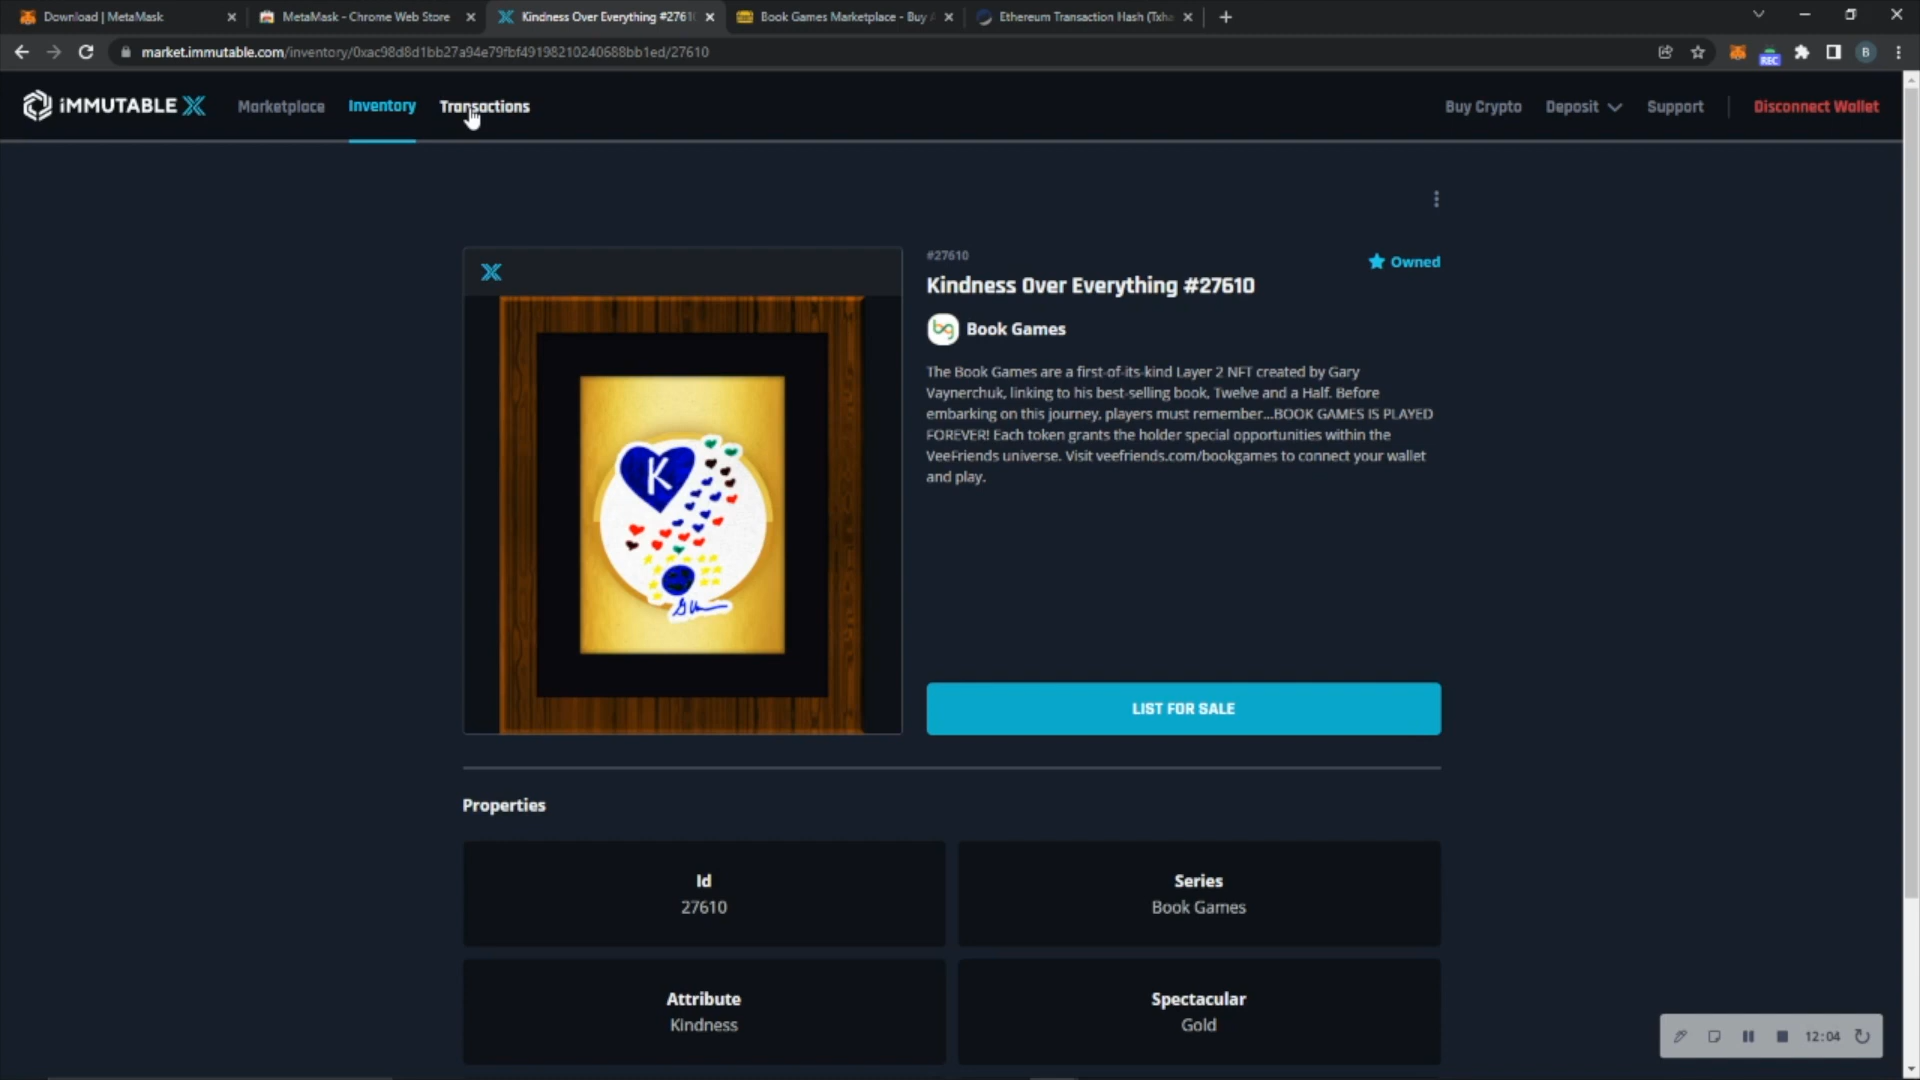 Download | MetaMask
MetaMask - Chrome Web Store
Kindness Over Everything #2761
Book Games Marketplace - Buy
Ethereum Transaction Hash (Txha
market.immutable.com/inventory/0xac98d8d1bb27a94e79fbf49198210240688bb1ed/27610
REC
B
iMMUTABLE X
Marketplace
Inventory
Transactions
Buy Crypto
Deposit
Support
Disconnect Wallet
#27610
Owned
Kindness Over Everything #27610
bg Book Games
The Book Games are a first-of-its-kind Layer 2 NFT created by Gary
Vaynerchuk, linking to his best-selling book, Twelve and a Half. Before
embarking on this journey, players must remember...BOOK GAMES IS PLAYED
FOREVER! Each token grants the holder special opportunities within the
VeeFriends universe. Visit veefriends.com/bookgames to connect your wallet
and play.
K
LIST FOR SALE
Properties
Id
27610
Series
Book Games
Attribute
Kindness
Spectacular
Gold
12:04